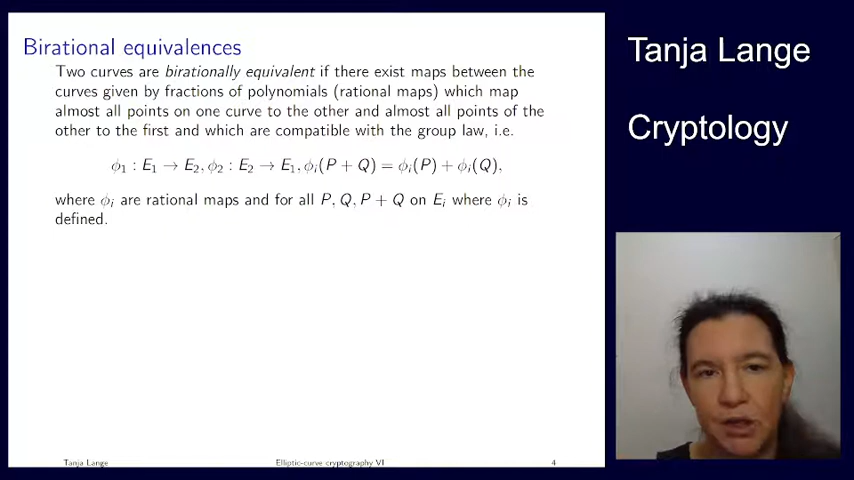 Birational equivalences
Two curves are birationally equivalent if there exist maps between the
curves given by fractions of polynomials (rational maps) which map
almost all points on one curve to the other and almost all points of the
other to the first and which are compatible with the group law, i.e.
ϕ₁ : E₁ → E₂, ϕ₂ : E₂ → E₁, ϕᵢ(P + Q) = ϕᵢ(P) + ϕᵢ(Q),
where ϕᵢ are rational maps and for all P, Q, P + Q on Eᵢ where ϕᵢ is
defined.
Tanja Lange
Elliptic-curve cryptography VI
4
Tanja Lange
Cryptology